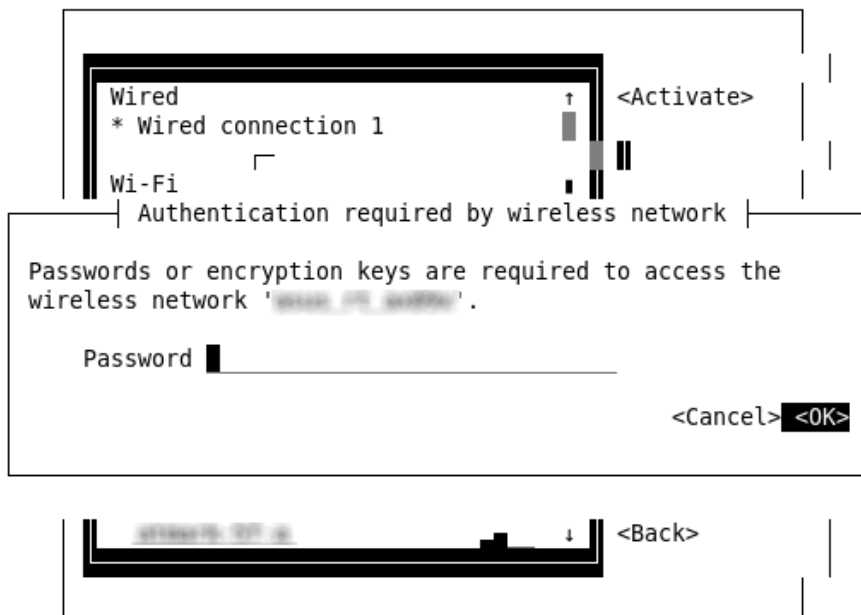 Wired ↑ <Activate>
* Wired connection 1
Wi-Fi
Authentication required by wireless network
Passwords or encryption keys are required to access the
wireless network ' '.
Password
<Cancel> <OK>
↓ <Back>